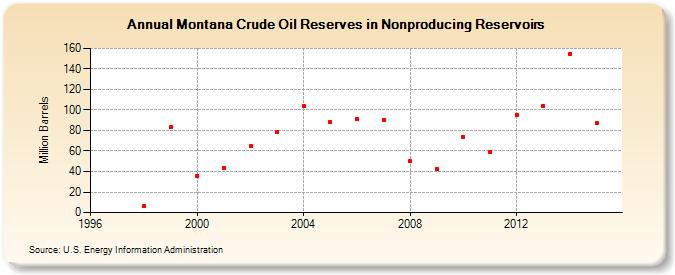 Annual Montana Crude Oil Reserves in Nonproducing Reservoirs
Million Barrels
160
140
120
100
80
60
40
20
0
1996 2000 2004 2008 2012
Source: U.S. Energy Information Administration